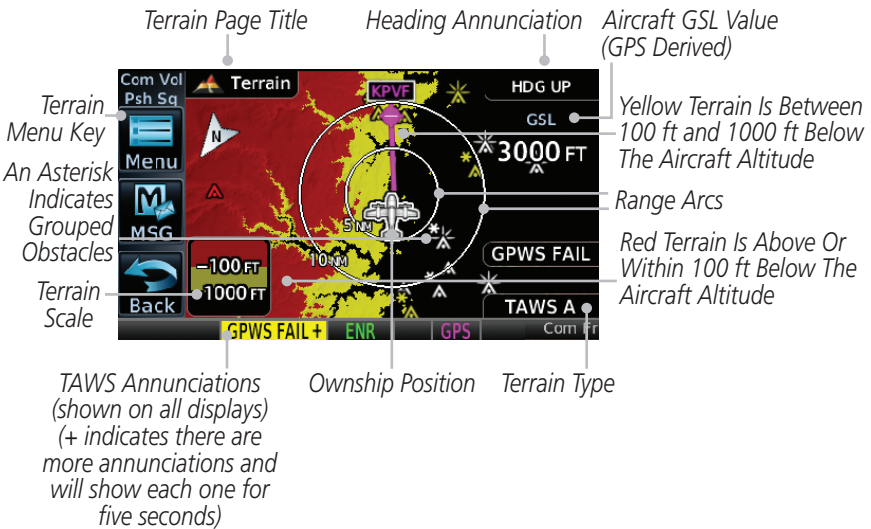 Terrain Page Title
Heading Annunciation
Aircraft GSL Value
(GPS Derived)
Terrain
Menu Key
An Asterisk
Indicates
Grouped
Obstacles
Terrain
Scale
Com Vol
Psh Sq
Terrain
KPVF
HDG UP
GSL
3000 FT
N
Menu
MSG
Back
5 NM
10 NM
-100 FT
-1000 FT
GPWS FAIL
TAWS A
GPWS FAIL +
ENR
GPS
Com Fr
Yellow Terrain Is Between
100 ft and 1000 ft Below
The Aircraft Altitude
Range Arcs
Red Terrain Is Above Or
Within 100 ft Below The
Aircraft Altitude
TAWS Annunciations
(shown on all displays)
(+ indicates there are
more annunciations and
will show each one for
five seconds)
Ownship Position
Terrain Type